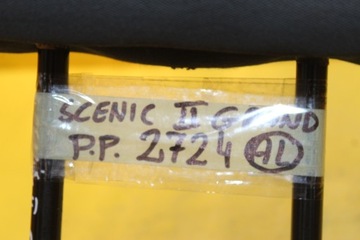 SCENIC II GRAND
P.P. 2724 AL